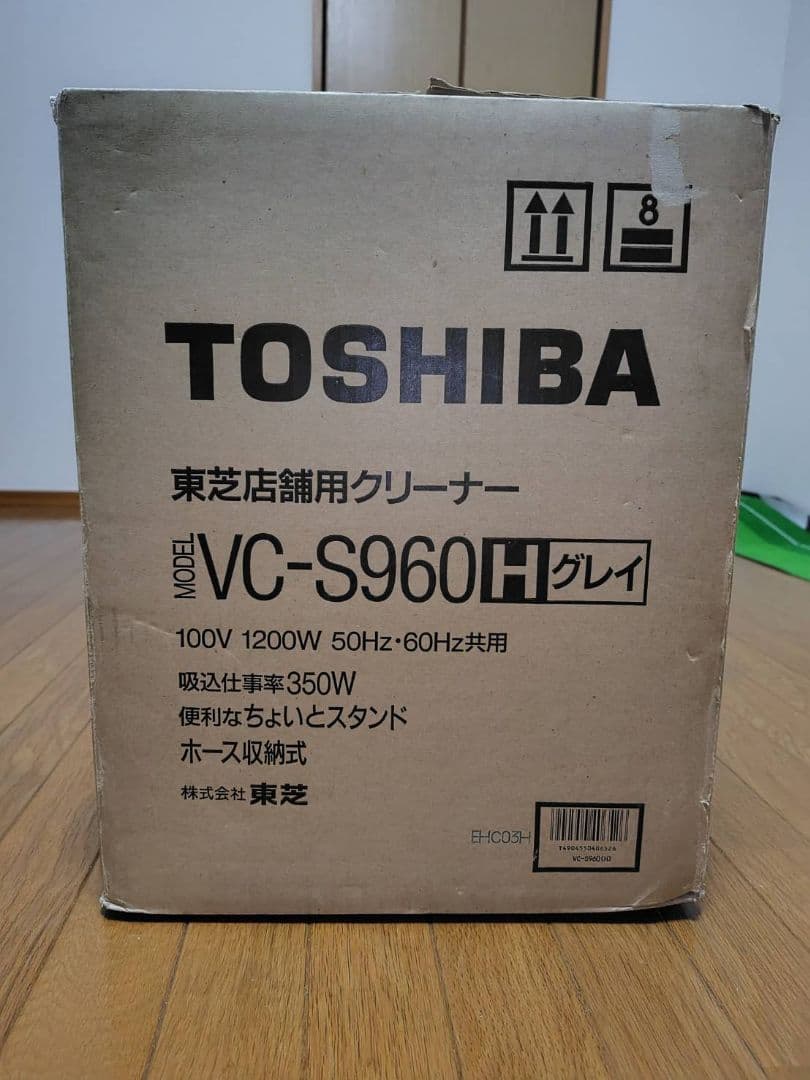 8
TOSHIBA
東芝店舗用クリーナー
MODEL VC-S960 H グレイ
100V 1200W 50Hz・60Hz共用
吸込仕事率350W
便利なちょいとスタンド
ホース収納式
株式会社 東芝
EHC03H
VC-S960(H)